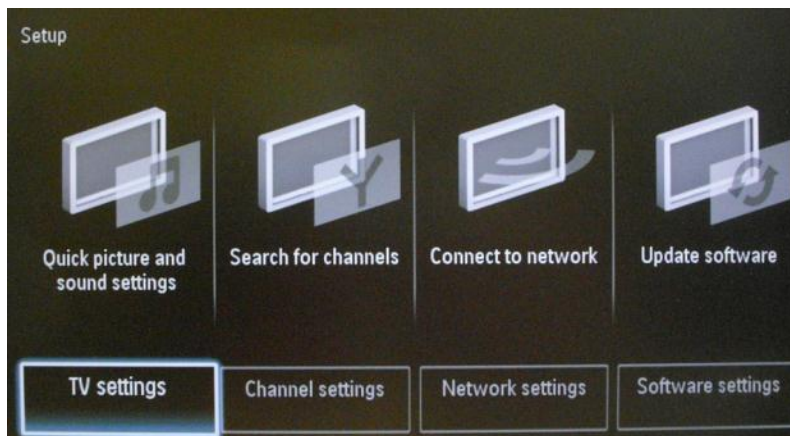 Setup
Quick picture and
sound settings
Search for channels
Connect to network
Update software
TV settings
Channel settings
Network settings
Software settings